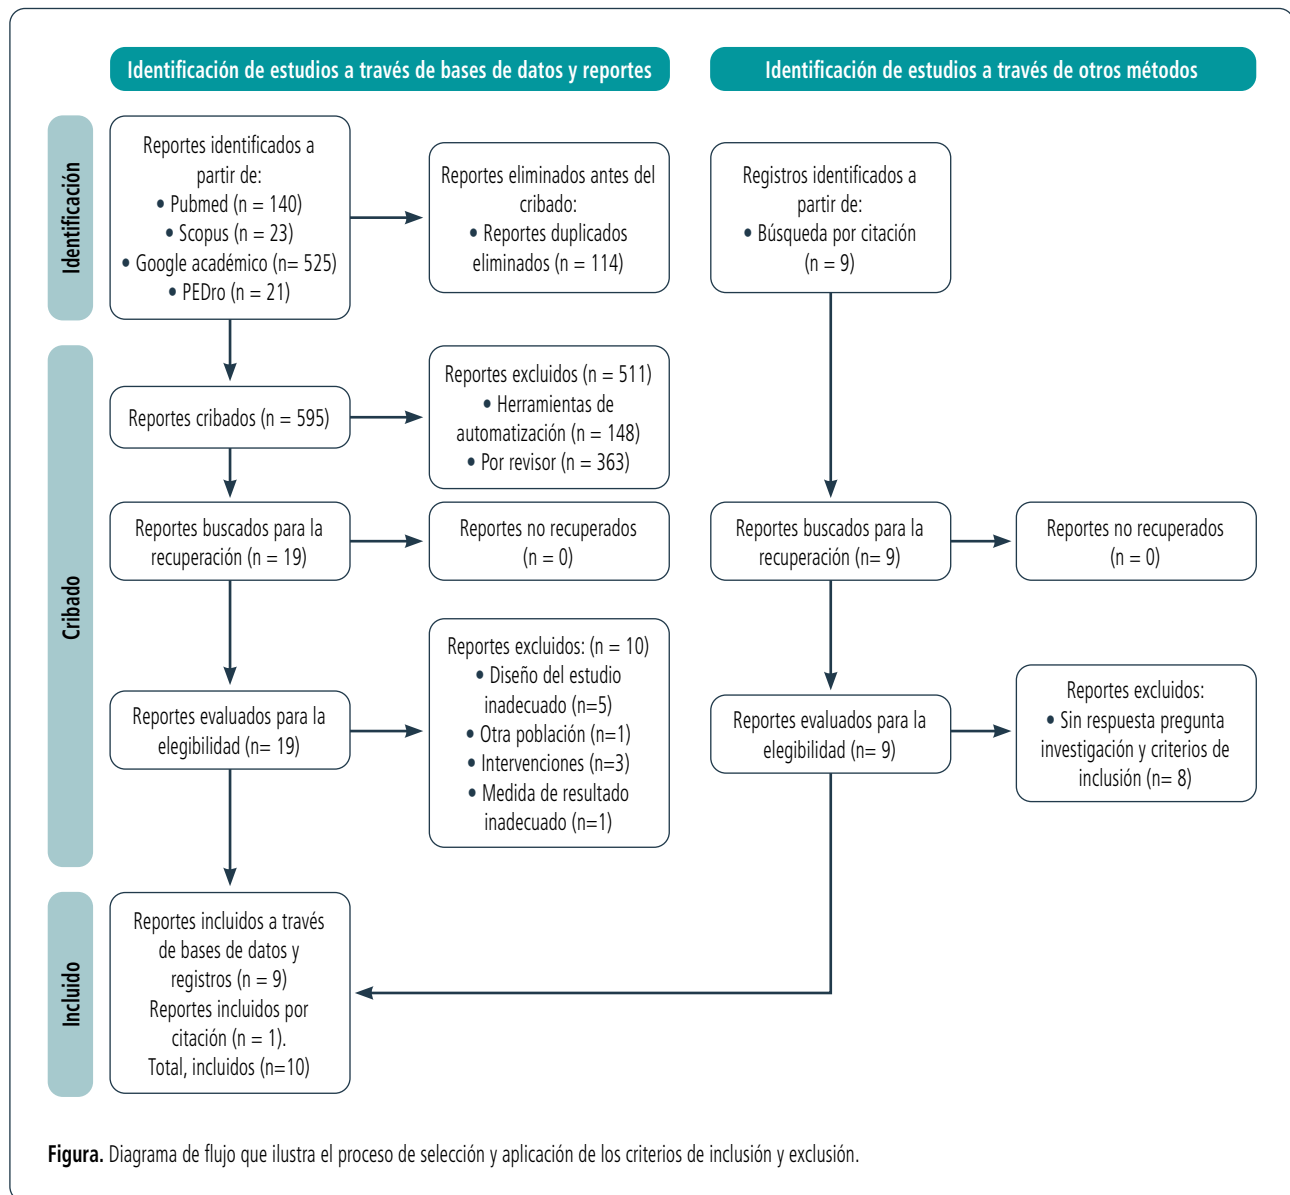 Identificación de estudios a través de bases de datos y reportes
Identificación de estudios a través de otros métodos
Identificación
Reportes identificados a
partir de:
• Pubmed (n = 140)
• Scopus (n = 23)
• Google académico (n= 525)
• PEDro (n = 21)
Reportes eliminados antes del
cribado:
• Reportes duplicados
eliminados (n = 114)
Registros identificados a
partir de:
• Búsqueda por citación
(n = 9)
Cribado
Reportes cribados (n = 595)
Reportes excluidos (n = 511)
• Herramientas de
automatización (n = 148)
• Por revisor (n = 363)
Reportes buscados para la
recuperación (n = 19)
Reportes no recuperados
(n = 0)
Reportes buscados para la
recuperación (n= 9)
Reportes no recuperados
(n = 0)
Reportes evaluados para la
elegibilidad (n= 19)
Reportes excluidos: (n = 10)
• Diseño del estudio
inadecuado (n=5)
• Otra población (n=1)
• Intervenciones (n=3)
• Medida de resultado
inadecuado (n=1)
Reportes evaluados para la
elegibilidad (n= 9)
Reportes excluidos:
• Sin respuesta pregunta
investigación y criterios de
inclusión (n= 8)
Incluido
Reportes incluidos a través
de bases de datos y
registros (n = 9)
Reportes incluidos por
citación (n = 1).
Total, incluidos (n=10)
Figura. Diagrama de flujo que ilustra el proceso de selección y aplicación de los criterios de inclusión y exclusión.